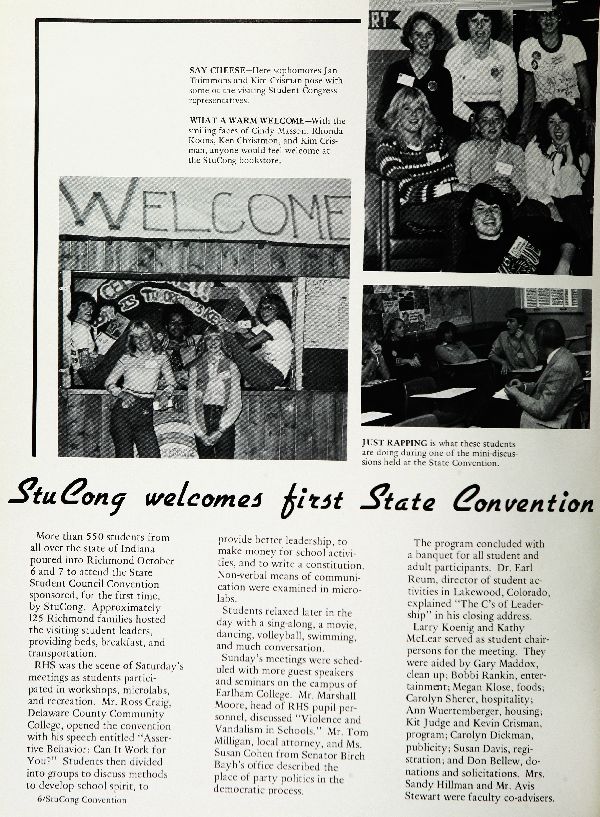 RT
SAY CHEESE—Here sophomores Jan
Thimmons and Kim Crisman pose with
some of the visiting Student Congress
representatives.
WHAT A WARM WELCOME—With the
smiling faces of Cindy Masson, Rhonda
Koons, Ken Christmon, and Kim Cris-
man, anyone would feel welcome at
the StuCong bookstore.
WELCOME
JUST RAPPING is what these students
are doing during one of the mini-discus-
sions held at the State Convention.
StuCong welcomes first State Convention
More than 550 students from
all over the state of Indiana
poured into Richmond October
6 and 7 to attend the State
Student Council Convention
sponsored, for the first time,
by StuCong. Approximately
125 Richmond families hosted
the visiting student leaders,
providing beds, breakfast, and
transportation.
RHS was the scene of Saturday's
meetings as students partici-
pated in workshops, microlabs,
and recreation. Mr. Ross Craig,
Delaware County Community
College, opened the convention
with his speech entitled "Asser-
tive Behavior: Can It Work for
You?" Students then divided
into groups to discuss methods
to develop school spirit, to
6/StuCong Convention
provide better leadership, to
make money for school activi-
ties, and to write a constitution.
Non-verbal means of communi-
cation were examined in micro-
labs.
Students relaxed later in the
day with a sing-along, a movie,
dancing, volleyball, swimming,
and much conversation.
Sunday's meetings were sched-
uled with more guest speakers
and seminars on the campus of
Earlham College. Mr. Marshall
Moore, head of RHS pupil per-
sonnel, discussed "Violence and
Vandalism in Schools." Mr. Tom
Milligan, local attorney, and Ms.
Susan Cohen from Senator Birch
Bayh's office described the
place of party politics in the
democratic process.
The program concluded with
a banquet for all student and
adult participants. Dr. Earl
Reum, director of student ac-
tivities in Lakewood, Colorado,
explained "The C's of Leader-
ship" in his closing address.
Larry Koenig and Kathy
McLear served as student chair-
persons for the meeting. They
were aided by Gary Maddox,
clean up; Bobbi Rankin, enter-
tainment; Megan Klose, foods;
Carolyn Sherer, hospitality;
Ann Wuertemberger, housing;
Kit Judge and Kevin Crisman,
program; Carolyn Dickman,
publicity; Susan Davis, regi-
stration; and Don Bellew, do-
nations and solicitations. Mrs.
Sandy Hillman and Mr. Avis
Stewart were faculty co-advisers.